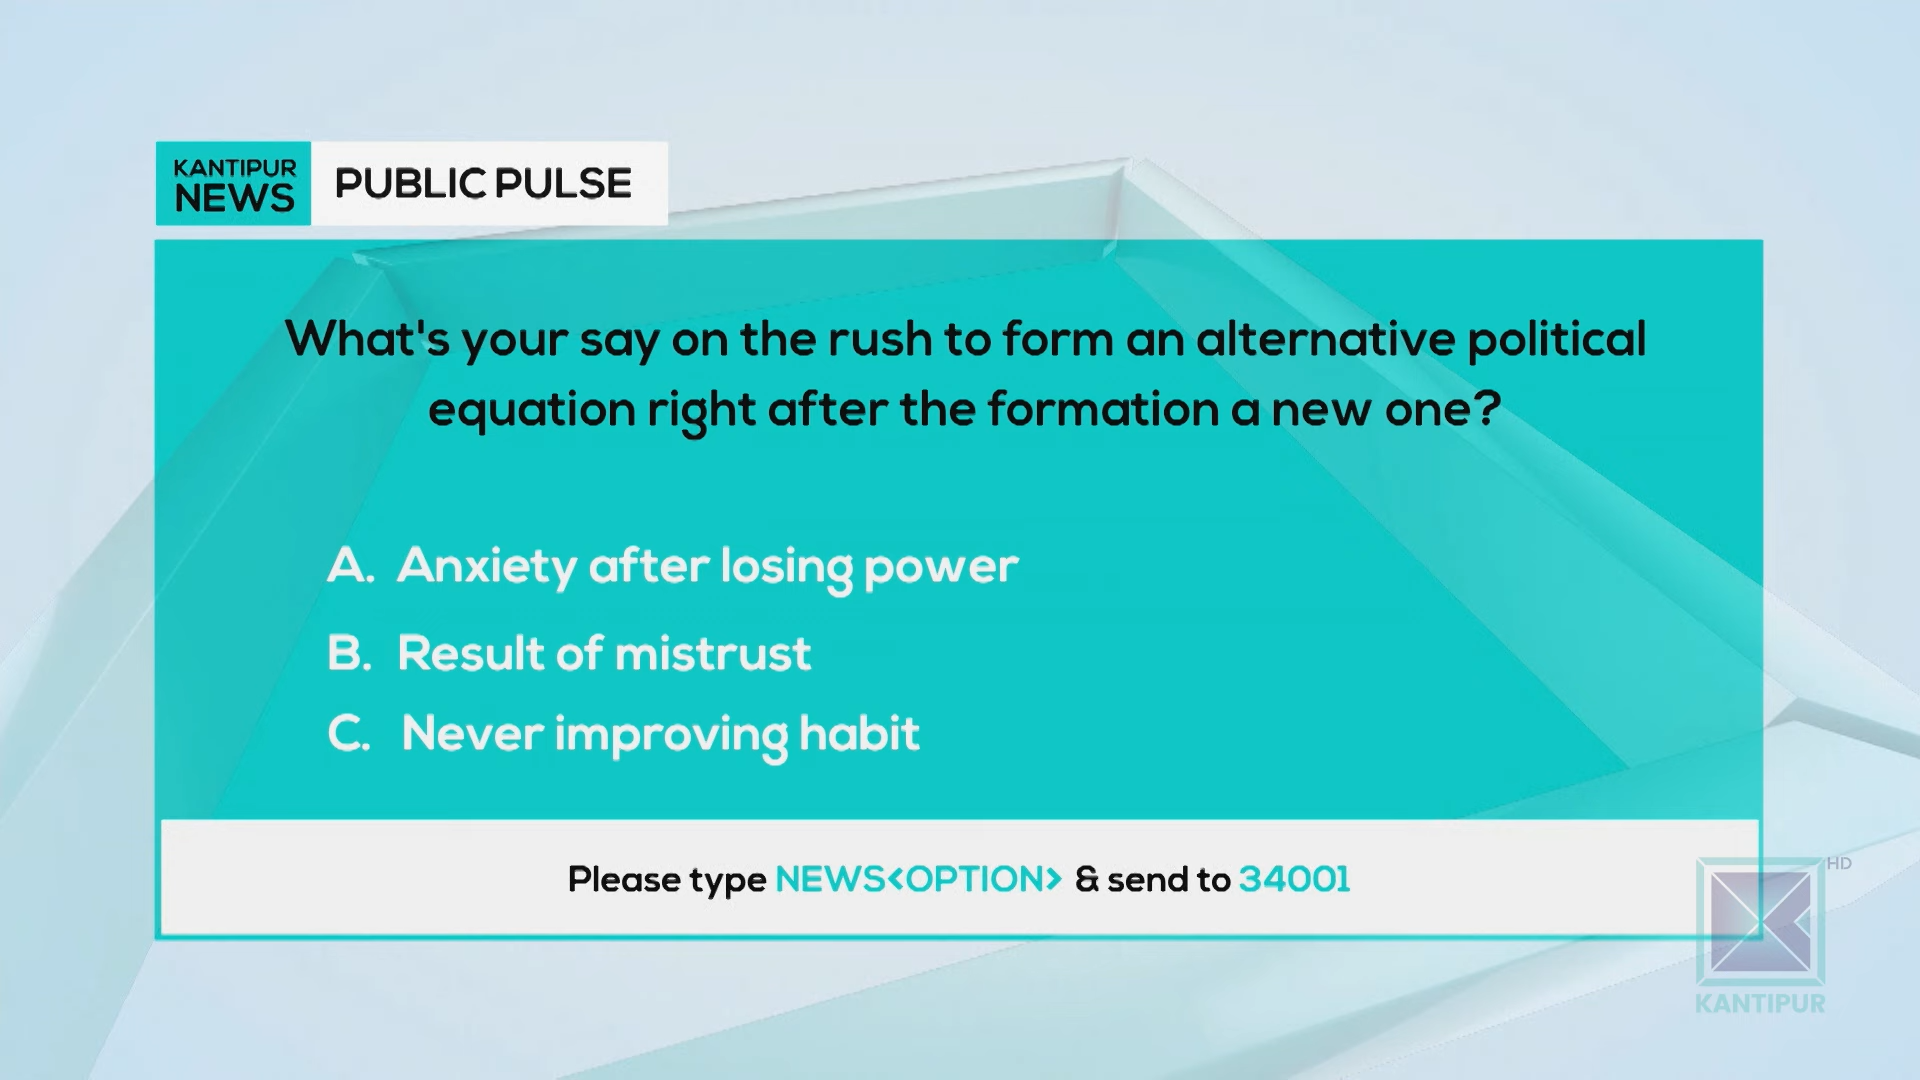 KANTIPUR
NEWS
PUBLIC PULSE
What's your say on the rush to form an alternative political
equation right after the formation a new one?
A. Anxiety after losing power
B. Result of mistrust
C. Never improving habit
Please type NEWS<OPTION> & send to 34001
HD
KANTIPUR